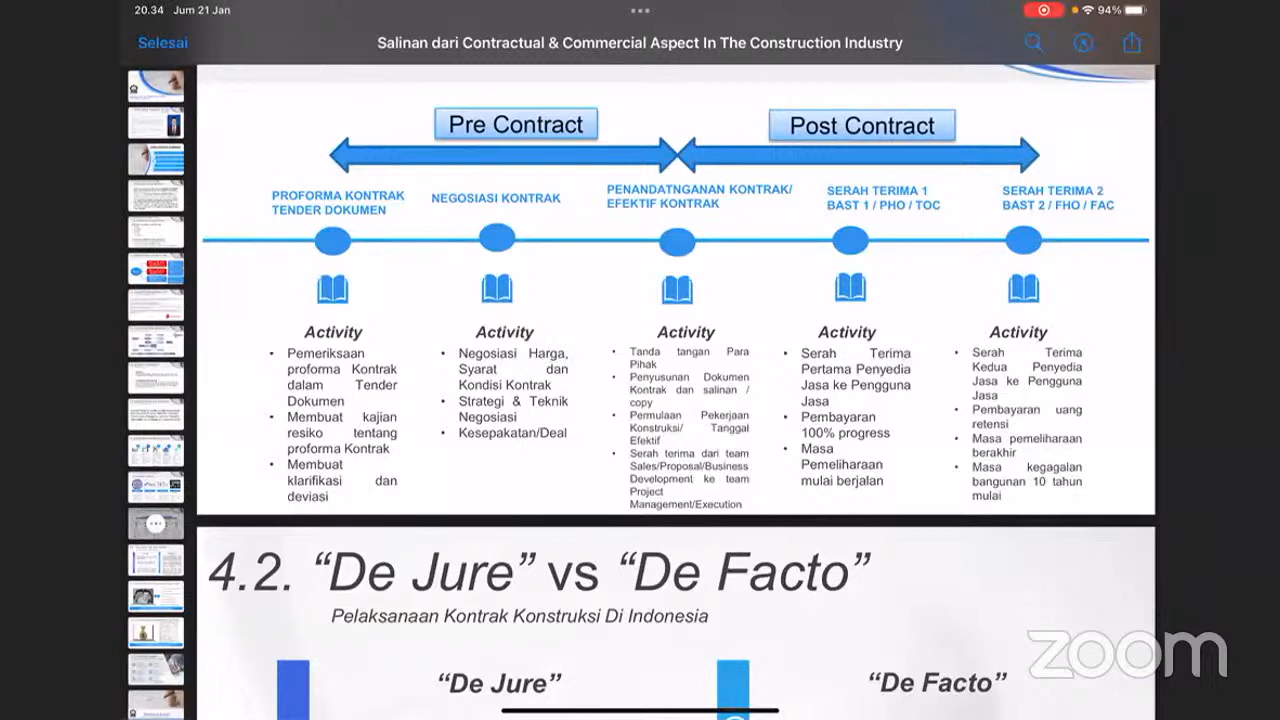 20.34 Jum 21 Jan
94%
Selesai
Salinan dari Contractual & Commercial Aspect In The Construction Industry
Pre Contract
Post Contract
PROFORMA KONTRAK
TENDER DOKUMEN
NEGOSIASI KONTRAK
PENANDATNGANAN KONTRAK/
EFEKTIF KONTRAK
SERAH TERIMA 1
BAST 1 / PHO / TOC
SERAH TERIMA 2
BAST 2 / FHO / FAC
Activity
• Pemeriksaan
proforma Kontrak
dalam Tender
Dokumen
• Membuat kajian
resiko tentang
proforma Kontrak
• Membuat
klarifikasi dan
deviasi
Activity
• Negosiasi Harga,
Syarat dan
Kondisi Kontrak
• Strategi & Teknik
Negosiasi
• Kesepakatan/Deal
Activity
• Tanda tangan Para
Pihak
• Penyusunan Dokumen
Kontrak dan salinan /
copy
• Permulaan Pekerjaan
Konstruksi/ Tanggal
Efektif
• Serah terima dari team
Sales/Proposal/Business
Development ke team
Project
Management/Execution
Activity
• Serah Terima
Pertama Penyedia
Jasa ke Pengguna
Jasa
• Pembayaran
100% progress
• Masa
Pemeliharaan
mulai berjalan
Activity
• Serah Terima
Kedua Penyedia
Jasa ke Pengguna
Jasa
• Pembayaran uang
retensi
• Masa pemeliharaan
berakhir
• Masa kegagalan
bangunan 10 tahun
mulai
4.2. “De Jure” vs “De Facto”
Pelaksanaan Kontrak Konstruksi Di Indonesia
“De Jure”
“De Facto”
zoom